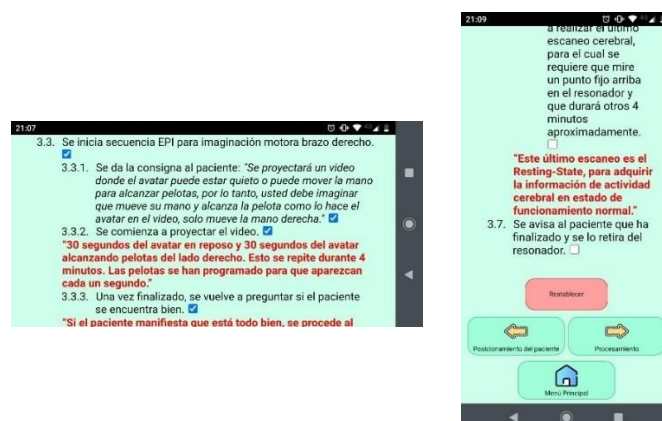 21:07
3.3. Se inicia secuencia EPI para imaginación motora brazo derecho.
3.3.1. Se da la consigna al paciente: "Se proyectará un video
donde el avatar puede estar quieto o puede mover la mano
para alcanzar pelotas, por lo tanto, usted debe imaginar
que mueve su mano y alcanza la pelota como lo hace el
avatar en el video, solo mueve la mano derecha."
3.3.2. Se comienza a proyectar el video.
"30 segundos del avatar en reposo y 30 segundos del avatar
alcanzando pelotas del lado derecho. Esto se repite durante 4
minutos. Las pelotas se han programado para que aparezcan
cada un segundo."
3.3.3. Una vez finalizado, se vuelve a preguntar si el paciente
se encuentra bien.
"Si el paciente manifiesta que está todo bien, se procede al
21:09
a realizar el último
escaneo cerebral,
para el cual se
requiere que mire
un punto fijo arriba
en el resonador y
que durará otros 4
minutos
aproximadamente.
"Este último escaneo es el
Resting-State, para adquirir
la información de actividad
cerebral en estado de
funcionamiento normal."
3.7. Se avisa al paciente que ha
finalizado y se lo retira del
resonador.
Reatablecer
Posicionamiento del paciente
Procesamiento
Menú Principal